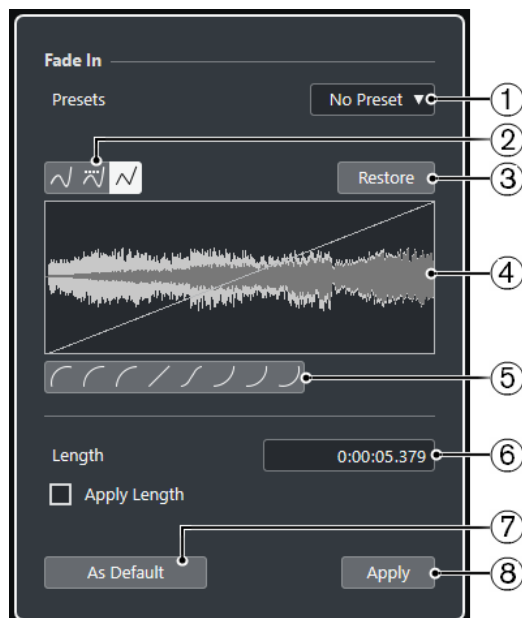 Fade In
Presets
No Preset ▼
1
2
Restore
3
4
5
Length
0:00:05.379
6
Apply Length
7
As Default
Apply
8